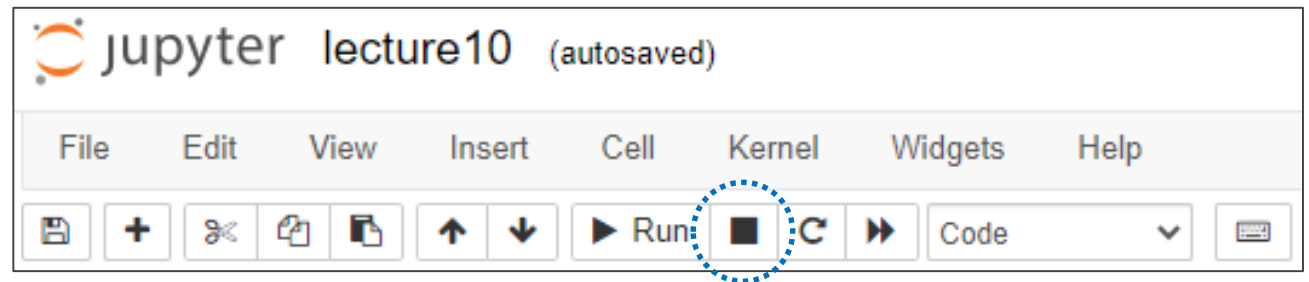 jupyter lecture10 (autosaved)
File Edit View Insert Cell Kernel Widgets Help
Run Code